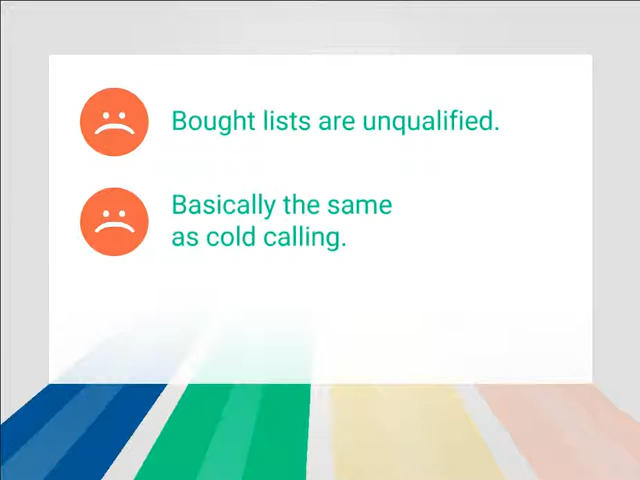 Bought lists are unqualified.
Basically the same
as cold calling.